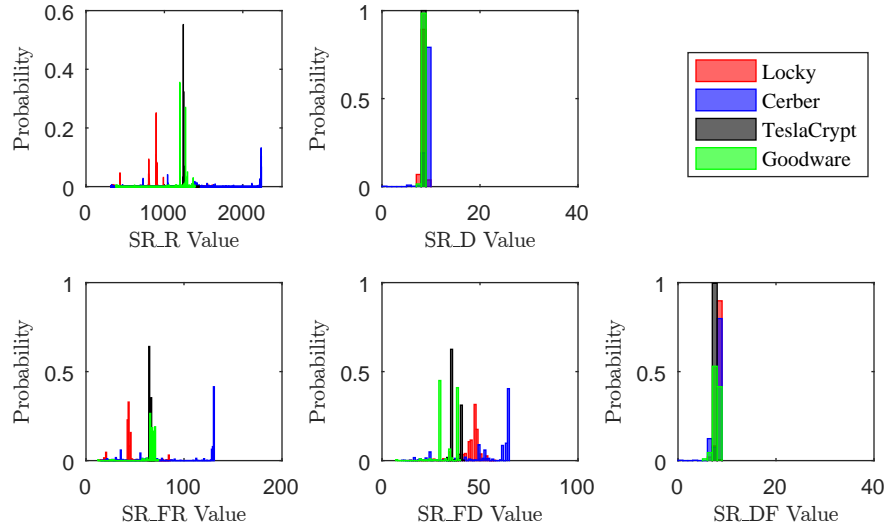 0.6
0.4
0.2
0
Probability
0 1000 2000
SR_R Value
1
0.5
0
Probability
0 20 40
SR_D Value
Locky
Cerber
TeslaCrypt
Goodware
1
0.5
0
Probability
0 100 200
SR_FR Value
1
0.5
0
Probability
0 50 100
SR_FD Value
1
0.5
0
Probability
0 20 40
SR_DF Value